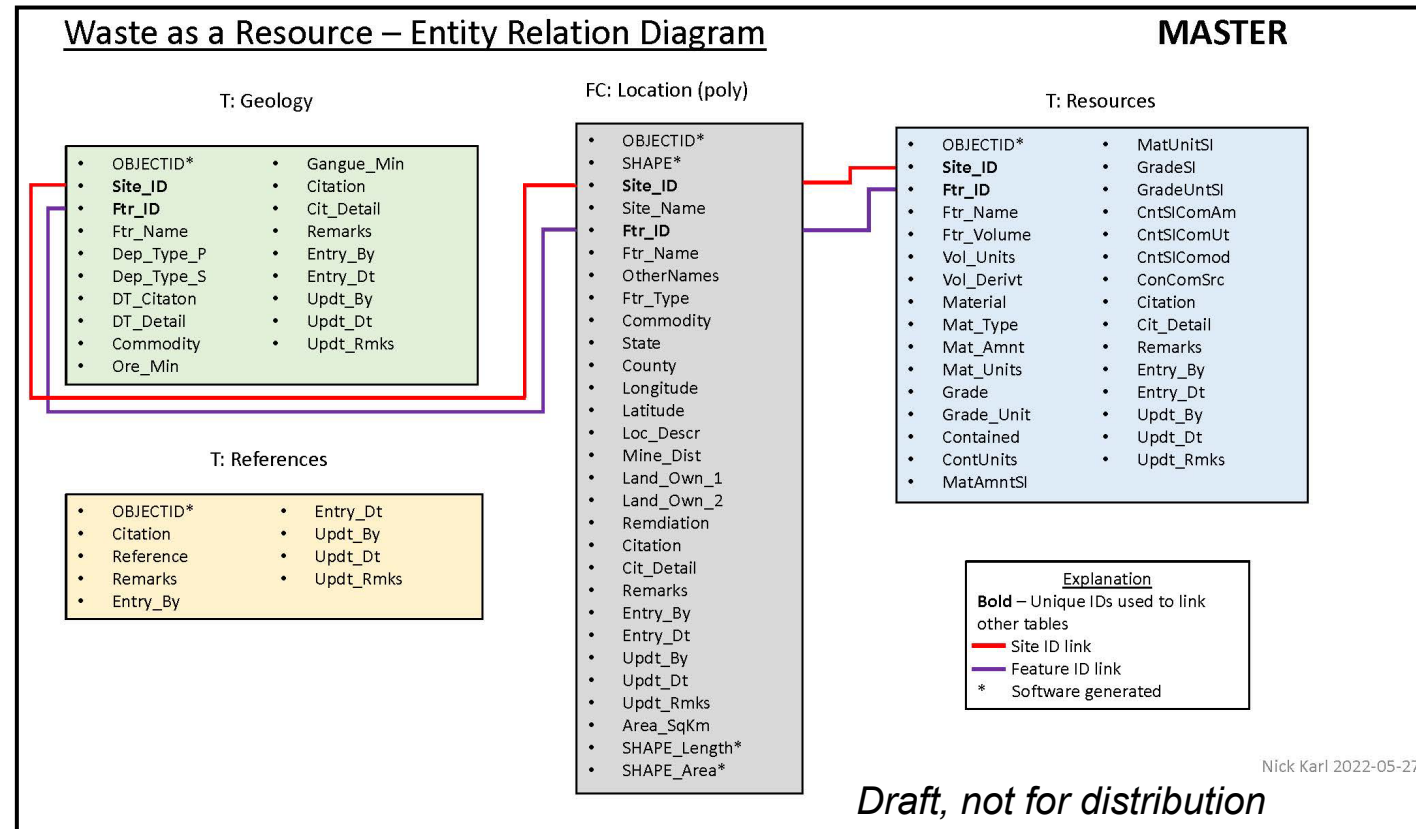 Waste as a Resource – Entity Relation Diagram
MASTER
T: Geology
• OBJECTID*
• Site_ID
• Ftr_ID
• Ftr_Name
• Dep_Type_P
• Dep_Type_S
• DT_Citaton
• DT_Detail
• Commodity
• Ore_Min
• Gangue_Min
• Citation
• Cit_Detail
• Remarks
• Entry_By
• Entry_Dt
• Updt_By
• Updt_Dt
• Updt_Rmks
T: References
• OBJECTID*
• Citation
• Reference
• Remarks
• Entry_By
• Entry_Dt
• Updt_By
• Updt_Dt
• Updt_Rmks
FC: Location (poly)
• OBJECTID*
• SHAPE*
• Site_ID
• Site_Name
• Ftr_ID
• Ftr_Name
• OtherNames
• Ftr_Type
• Commodity
• State
• County
• Longitude
• Latitude
• Loc_Descr
• Mine_Dist
• Land_Own_1
• Land_Own_2
• Remdiation
• Citation
• Cit_Detail
• Remarks
• Entry_By
• Entry_Dt
• Updt_By
• Updt_Dt
• Updt_Rmks
• Area_SqKm
• SHAPE_Length*
• SHAPE_Area*
T: Resources
• OBJECTID*
• Site_ID
• Ftr_ID
• Ftr_Name
• Ftr_Volume
• Vol_Units
• Vol_Derivt
• Material
• Mat_Type
• Mat_Amnt
• Mat_Units
• Grade
• Grade_Unit
• Contained
• ContUnits
• MatAmntSI
• MatUnitSI
• GradeSI
• GradeUntSI
• CntSIComAm
• CntSIComUt
• CntSIComod
• ConComSrc
• Citation
• Cit_Detail
• Remarks
• Entry_By
• Entry_Dt
• Updt_By
• Updt_Dt
• Updt_Rmks
Explanation
Bold – Unique IDs used to link
other tables
Site ID link
Feature ID link
* Software generated
Nick Karl 2022-05-27
Draft, not for distribution